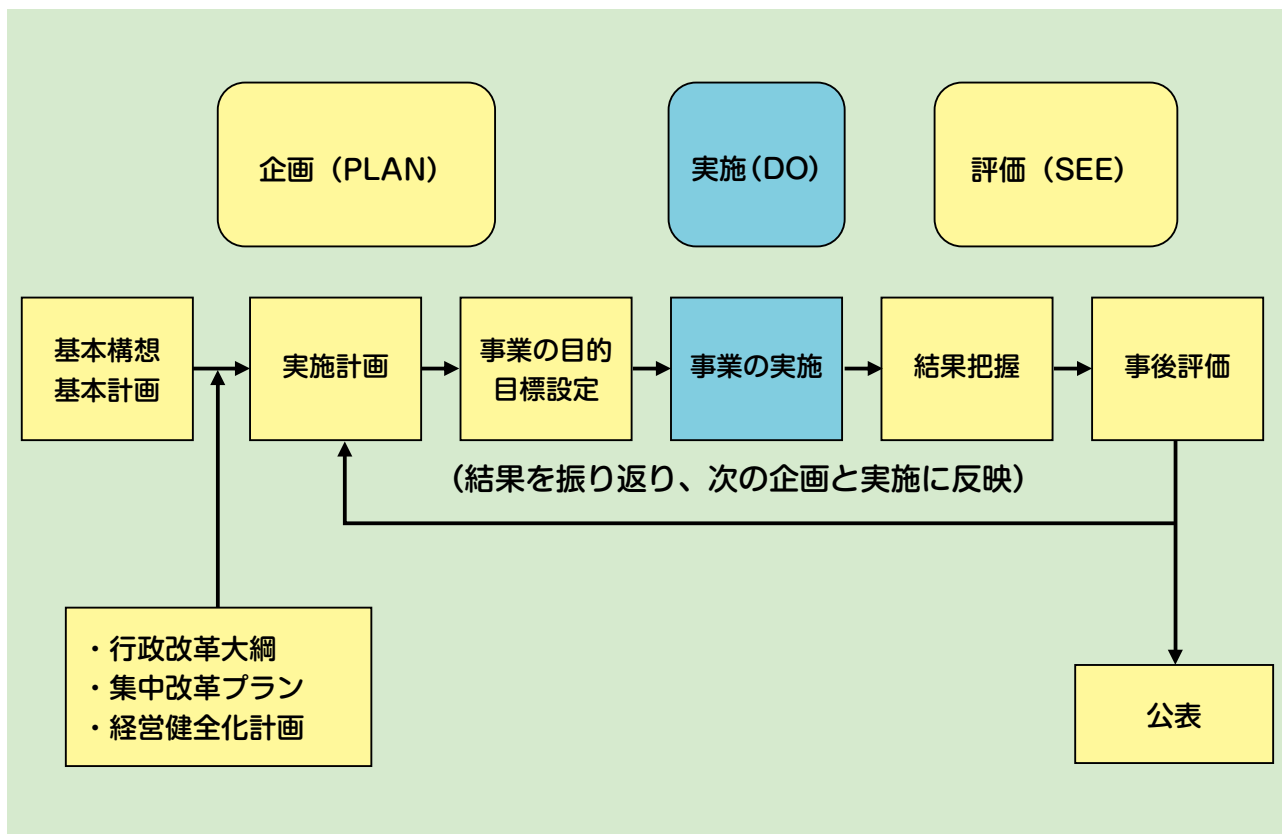 企画（PLAN）
実施（DO）
評価（SEE）
基本構想
基本計画
実施計画
事業の目的
目標設定
事業の実施
結果把握
事後評価
（結果を振り返り、次の企画と実施に反映）
・行政改革大綱
・集中改革プラン
・経営健全化計画
公表